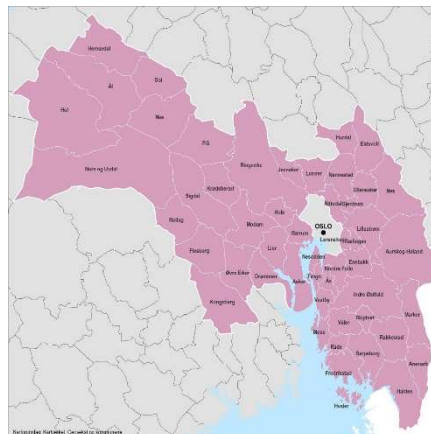 Hemsedal
Gol
Ål
Hol
Nes
Flå
Nore og Uvdal
Ringerike
Krødsherad
Sigdal
Rollag
Flesberg
Modum
Hole
Lier
Øvre Eiker
Drammen
Kongsberg
Jevnaker
Lunner
Hurdal
Eidsvoll
Nannestad
Ullensaker
Nes
Nittedal
Gjerdrum
OSLO
Bærum
Lillestrøm
Lørenskog
Rælingen
Aurskog-Høland
Nesodden
Enebakk
Nordre Follo
Asker
Frogn
Ås
Vestby
Indre Østfold
Marker
Moss
Våler
Skiptvet
Rakkestad
Råde
Sarpsborg
Aremark
Fredrikstad
Halden
Hvaler